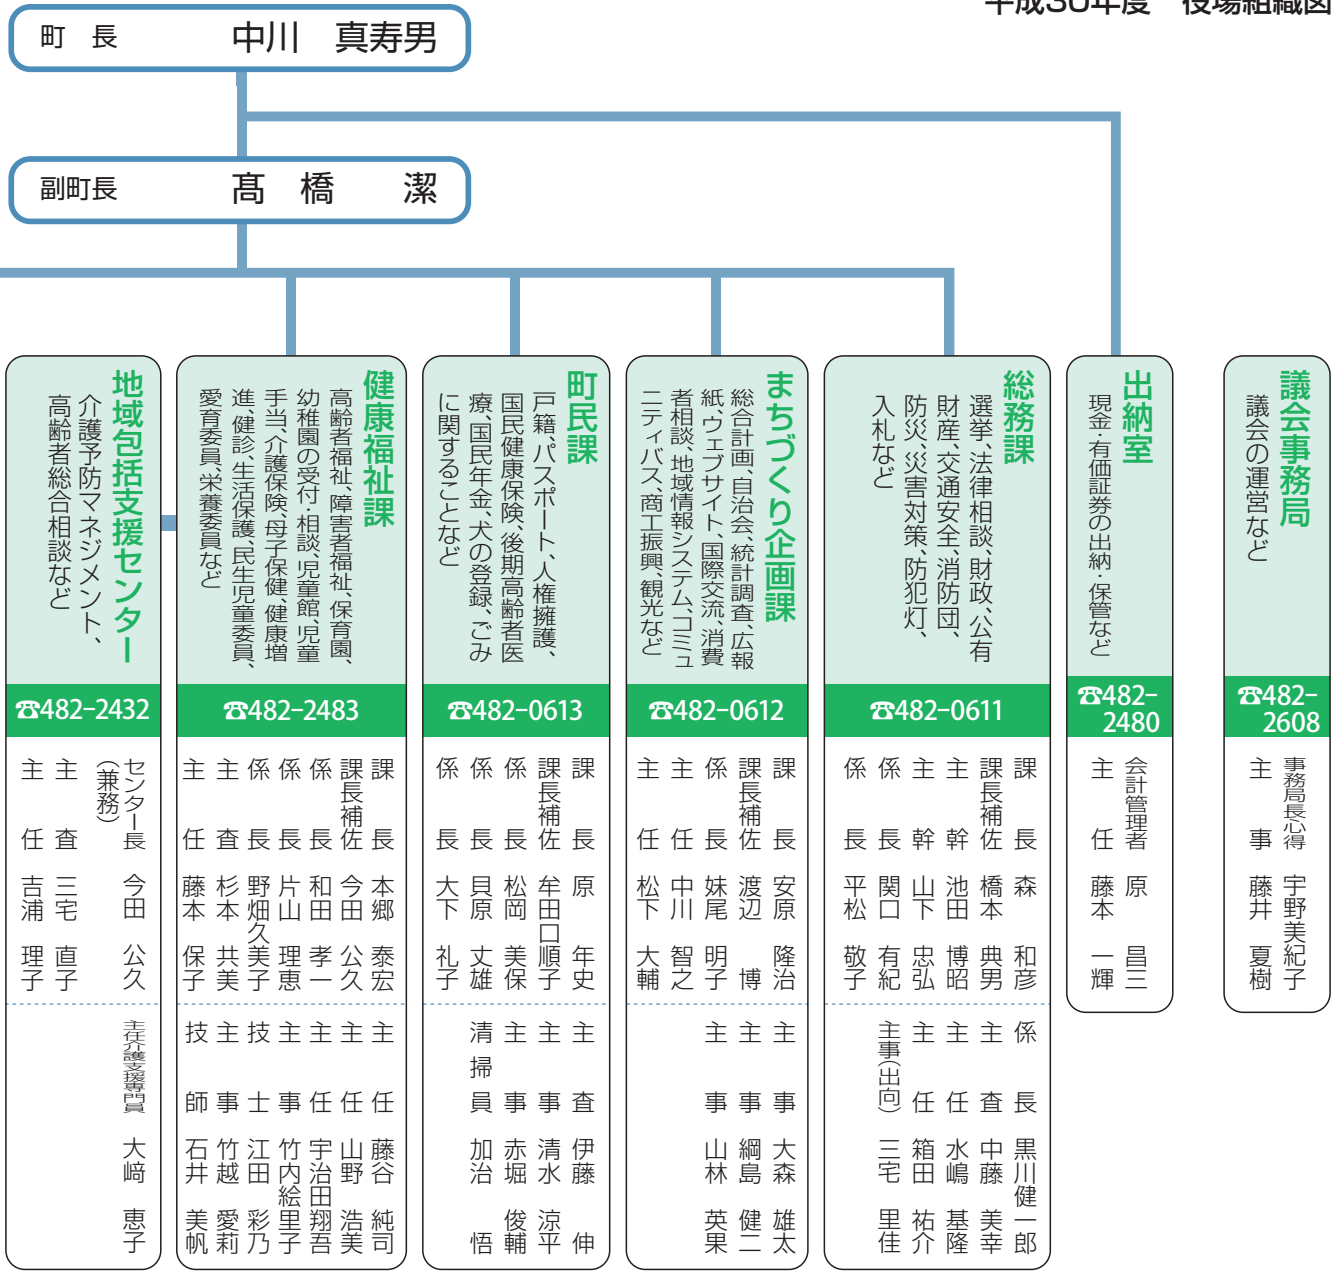 平成30年度　役場組織図
町　長　中川　真寿男
副町長　髙　橋　　潔
議会事務局
議会の運営など
☎482-
2608
事務局長心得　宇野美紀子
主　事　藤井　夏樹
出納室
現金・有価証券の出納・保管など
☎482-
2480
会計管理者　原　昌三
主　任　藤本　一輝
総務課
選挙、法律相談、財政、公有
財産、交通安全、消防団、
防災、災害対策、防犯灯、
入札など
☎482-0611
課　長　森　和彦
課長補佐　橋本　典男
主　幹　池田　博昭
主　幹　山下　忠弘
係　長　関口　有紀
係　長　平松　敬子
係　長　黒川健一郎
主　査　中藤　美幸
主　任　水嶋　基隆
主　任　箱田　祐介
主事(出向)　三宅　里佳
まちづくり企画課
総合計画、自治会、統計調査、広報
紙、ウェブサイト、国際交流、消費
者相談、地域情報システム、コミュ
ニティバス、商工振興、観光など
☎482-0612
課　長　安原　隆治
課長補佐　渡辺　博
係　長　妹尾　明子
主　任　中川　智之
主　任　松下　大輔
主　事　大森　雄太
主　事　綱島　健二
主　事　山林　英果
町民課
戸籍、パスポート、人権擁護、
国民健康保険、後期高齢者医
療、国民年金、犬の登録、ごみ
に関することなど
☎482-0613
課　長　原　年史
課長補佐　牟田口順子
係　長　松岡　美保
係　長　貝原　丈雄
係　長　大下　礼子
主　査　伊藤　伸
主　事　清水　涼平
主　事　赤堀　俊輔
清掃員　加治　悟
健康福祉課
高齢者福祉、障害者福祉、保育園、
幼稚園の受付・相談、児童館、児童
手当、介護保険、母子保健、健康増
進、健診、生活保護、民生児童委員、
愛育委員、栄養委員など
☎482-2483
課　長　本郷　泰宏
課長補佐　今田　公久
係　長　和田　孝一
係　長　片山　理恵
係　長　野畑久美子
主　査　杉本　共美
主　任　藤本　保子
主　任　藤谷　純司
主　任　山野　浩美
主　任　宇治田翔吾
主　事　竹内絵里子
技　士　江田　彩乃
主　事　竹越　愛莉
技　師　石井　美帆
地域包括支援センター
介護予防マネジメント、
高齢者総合相談など
☎482-2432
センター長　今田　公久
(兼務)
主　査　三宅　直子
主　任　吉浦　理子
主任介護支援専門員　大﨑　恵子